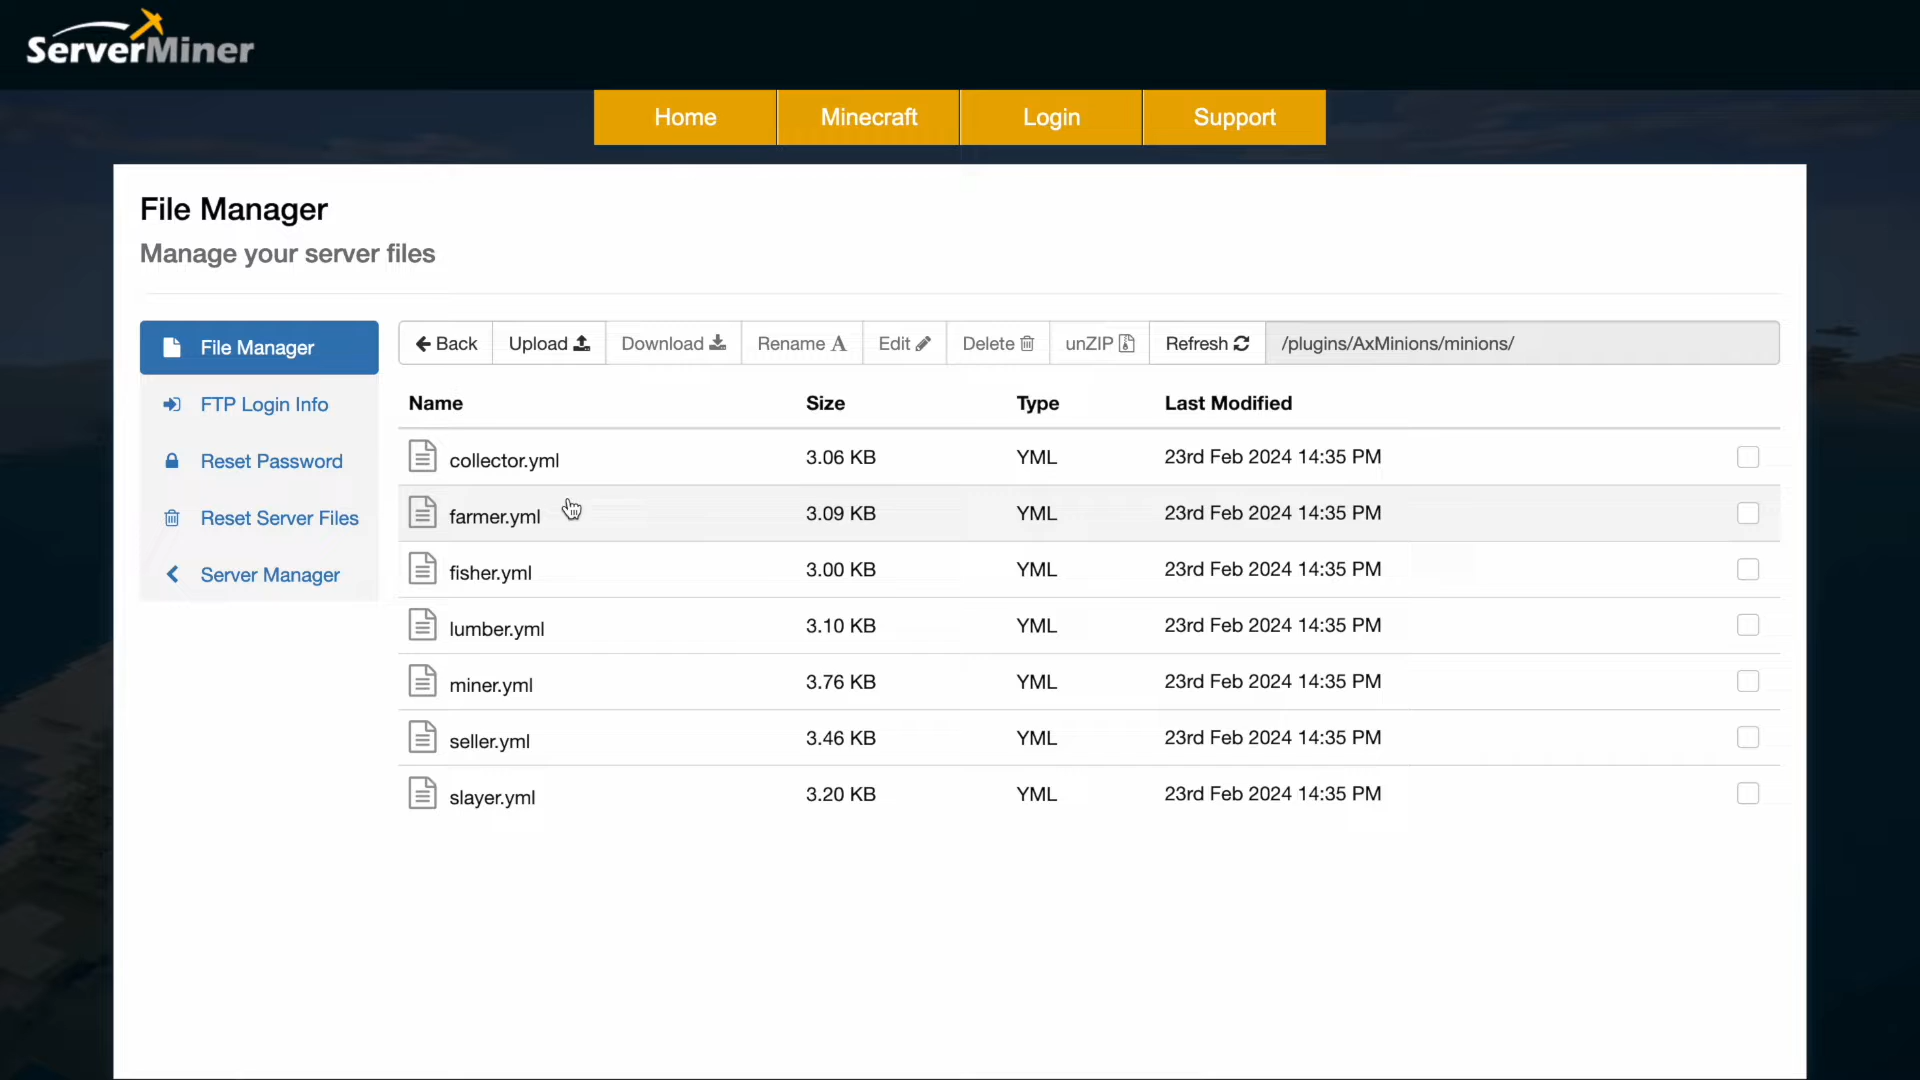 ServerMiner
Home Minecraft Login Support
File Manager
Manage your server files
File Manager
FTP Login Info
Reset Password
Reset Server Files
Server Manager
Back Upload Download Rename Edit Delete unZIP Refresh /plugins/AxMinions/minions/
Name Size Type Last Modified
collector.yml 3.06 KB YML 23rd Feb 2024 14:35 PM
farmer.yml 3.09 KB YML 23rd Feb 2024 14:35 PM
fisher.yml 3.00 KB YML 23rd Feb 2024 14:35 PM
lumber.yml 3.10 KB YML 23rd Feb 2024 14:35 PM
miner.yml 3.76 KB YML 23rd Feb 2024 14:35 PM
seller.yml 3.46 KB YML 23rd Feb 2024 14:35 PM
slayer.yml 3.20 KB YML 23rd Feb 2024 14:35 PM